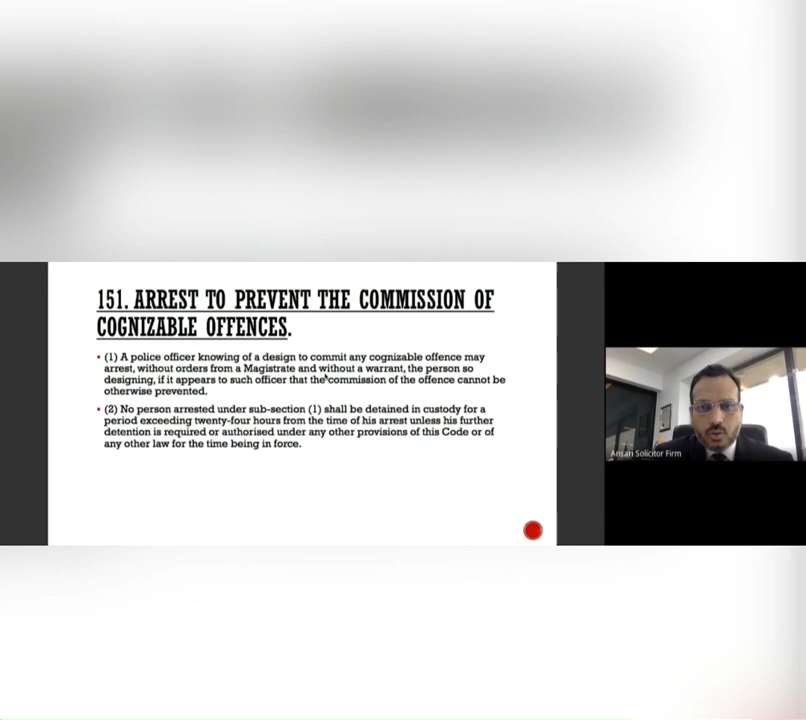 151. ARREST TO PREVENT THE COMMISSION OF
COGNIZABLE OFFENCES.
• (1) A police officer knowing of a design to commit any cognizable offence may
arrest, without orders from a Magistrate and without a warrant, the person so
designing, if it appears to such officer that the commission of the offence cannot be
otherwise prevented.
• (2) No person arrested under sub-section (1) shall be detained in custody for a
period exceeding twenty-four hours from the time of his arrest unless his further
detention is required or authorised under any other provisions of this Code or of
any other law for the time being in force.
Ansari Solicitor Firm